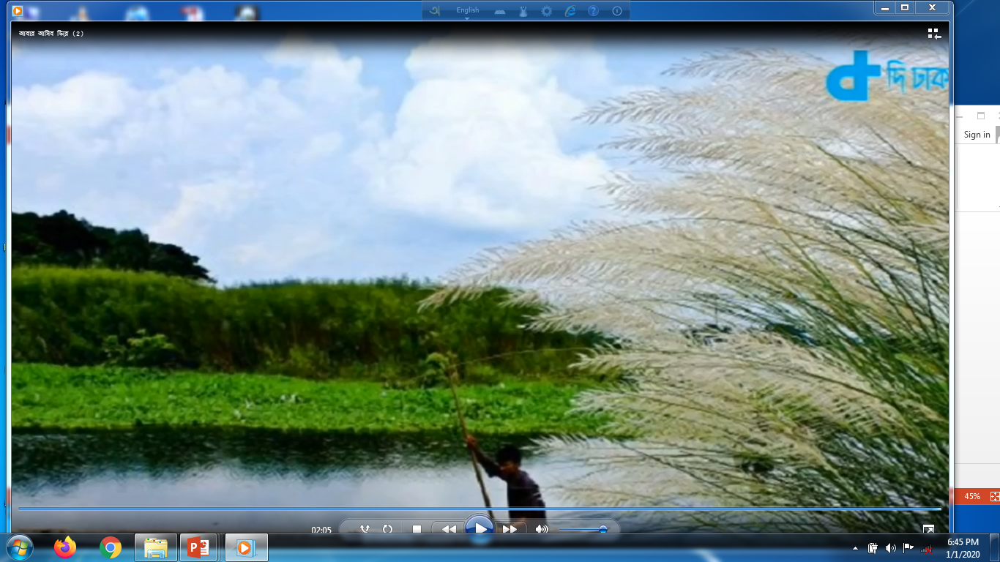 অ English
আবার আসিব ফিরে (2)
দি ঢাক
Sign in
45%
02:05
6:45 PM
1/1/2020